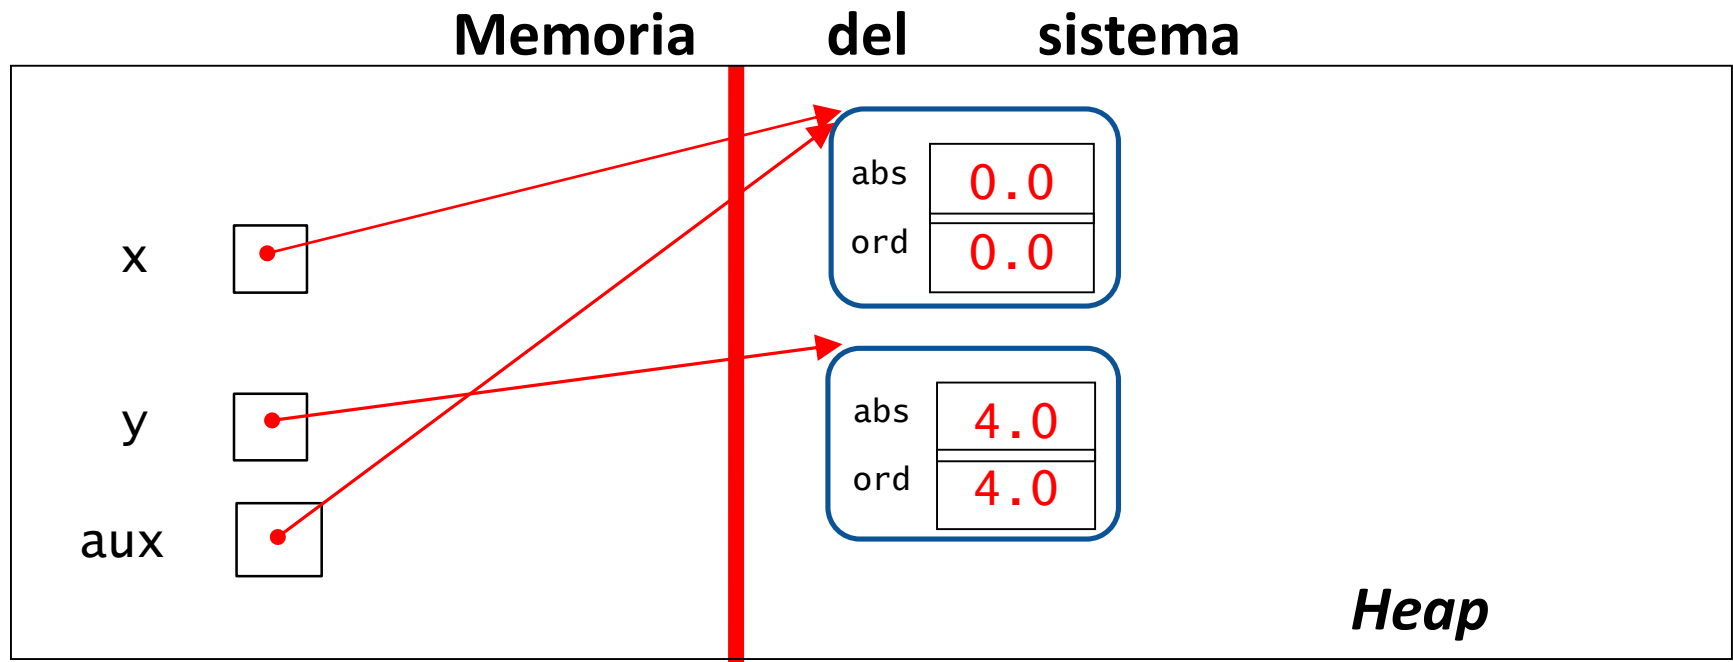 Memoria del sistema
abs 0.0
ord 0.0
x
y
abs 4.0
ord 4.0
aux
Heap